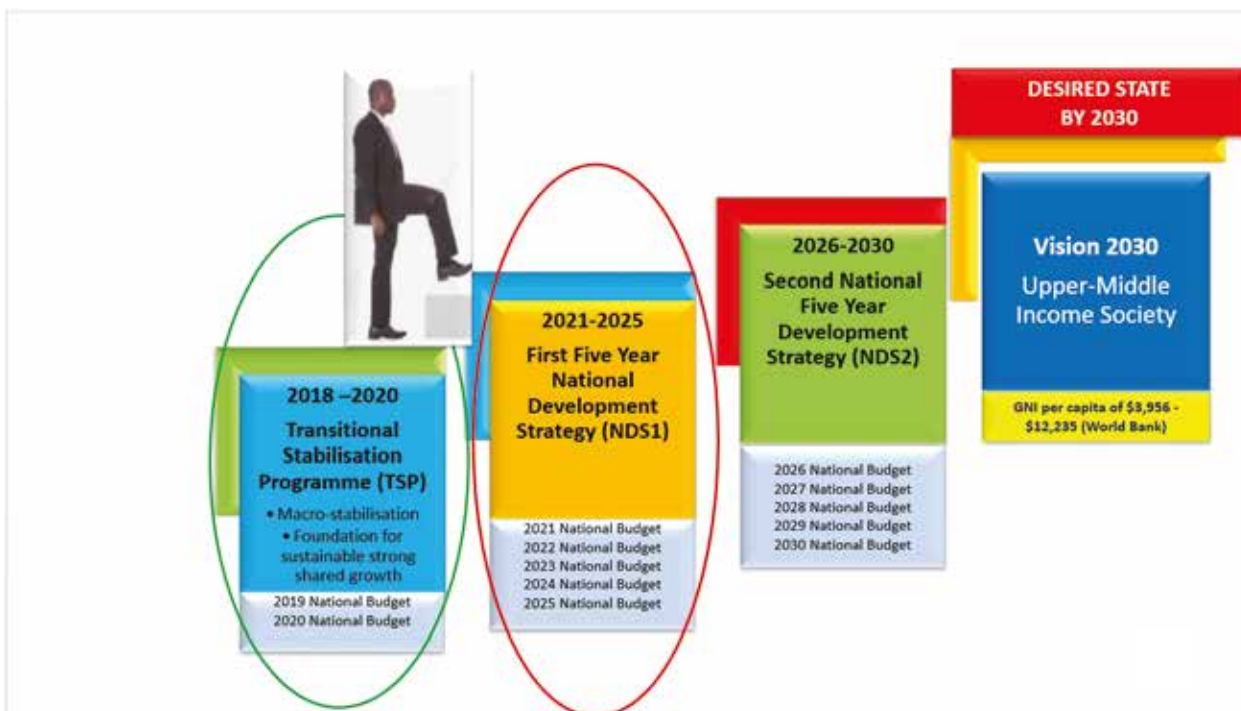 2018 –2020
Transitional
Stabilisation
Programme (TSP)
• Macro-stabilisation
• Foundation for
sustainable strong
shared growth
2019 National Budget
2020 National Budget
2021-2025
First Five Year
National
Development
Strategy (NDS1)
2021 National Budget
2022 National Budget
2023 National Budget
2024 National Budget
2025 National Budget
2026-2030
Second National
Five Year
Development
Strategy (NDS2)
2026 National Budget
2027 National Budget
2028 National Budget
2029 National Budget
2030 National Budget
DESIRED STATE
BY 2030
Vision 2030
Upper-Middle
Income Society
GNI per capita of $3,956 -
$12,235 (World Bank)